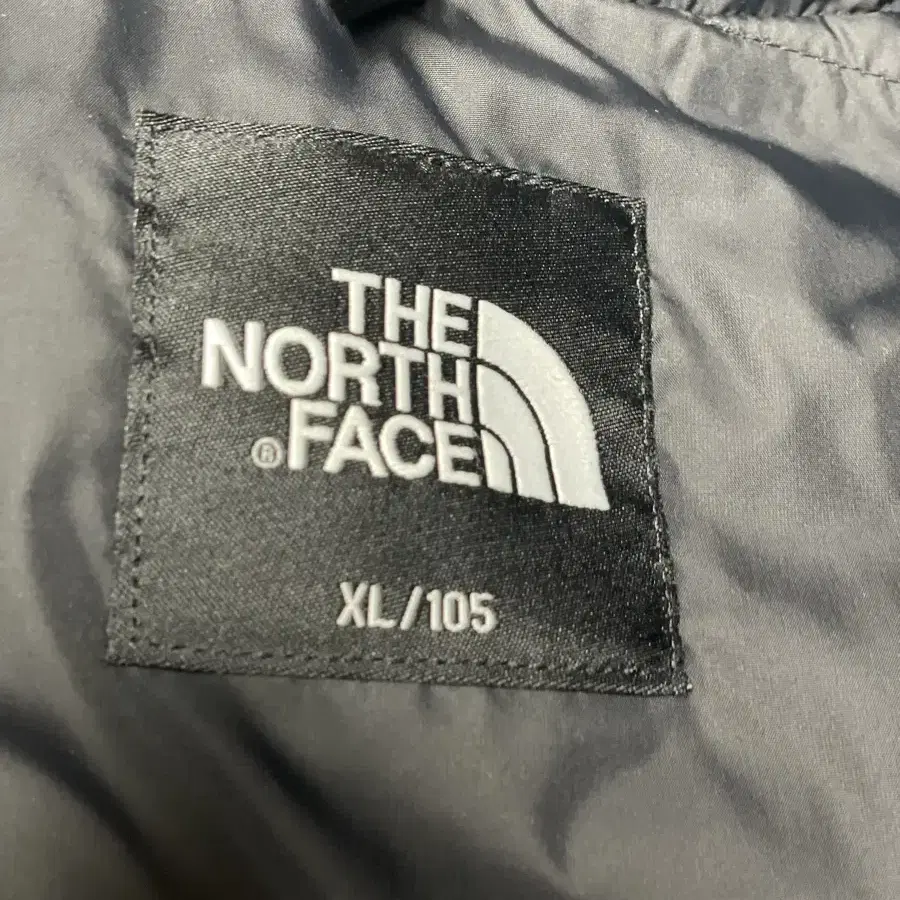 THE
NORTH
® FACE
XL/105